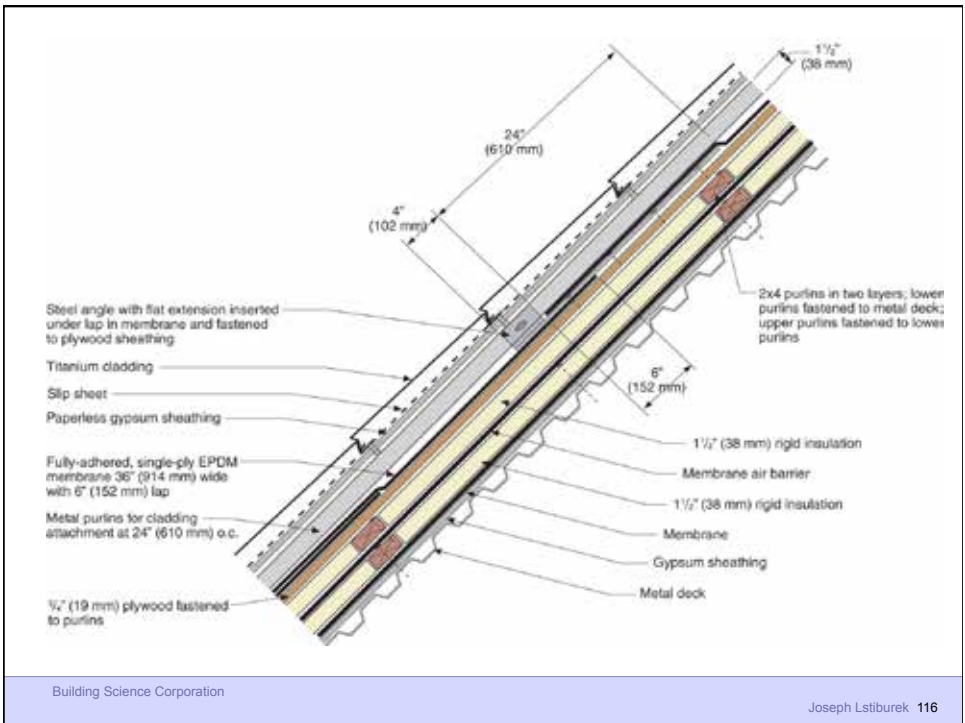 1½"
(38 mm)
24"
(610 mm)
4"
(102 mm)
Steel angle with flat extension inserted
under lap in membrane and fastened
to plywood sheathing
Titanium cladding
Slip sheet
Paperless gypsum sheathing
Fully-adhered, single-ply EPDM
membrane 36" (914 mm) wide
with 6" (152 mm) lap
Metal purlins for cladding
attachment at 24" (610 mm) o.c.
¾" (19 mm) plywood fastened
to purlins
2x4 purlins in two layers; lower
purlins fastened to metal deck;
upper purlins fastened to lower
purlins
6"
(152 mm)
1½" (38 mm) rigid insulation
Membrane air barrier
1½" (38 mm) rigid insulation
Membrane
Gypsum sheathing
Metal deck
Building Science Corporation
Joseph Lstiburek 116